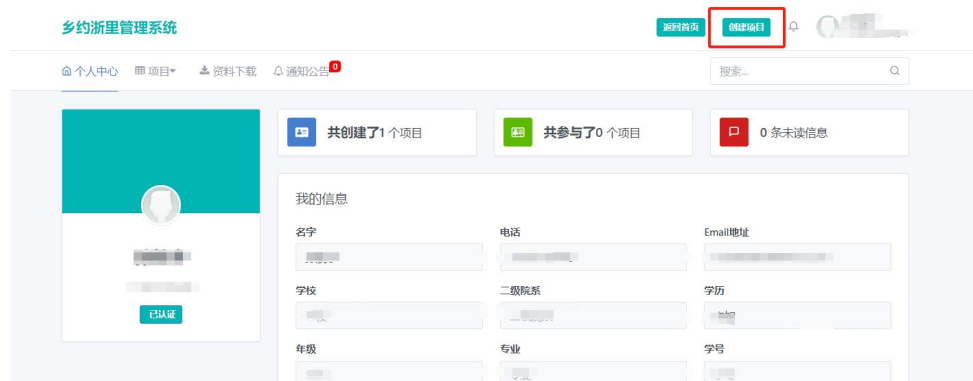 乡约浙里管理系统
返回首页 创建项目
个人中心 项目 资料下载 通知公告 0 搜索...
共创建了1 个项目 共参与了0 个项目 0 条未读信息
我的信息
名字 电话 Email地址
学校 二级院系 学历
已认证
年级 专业 学号